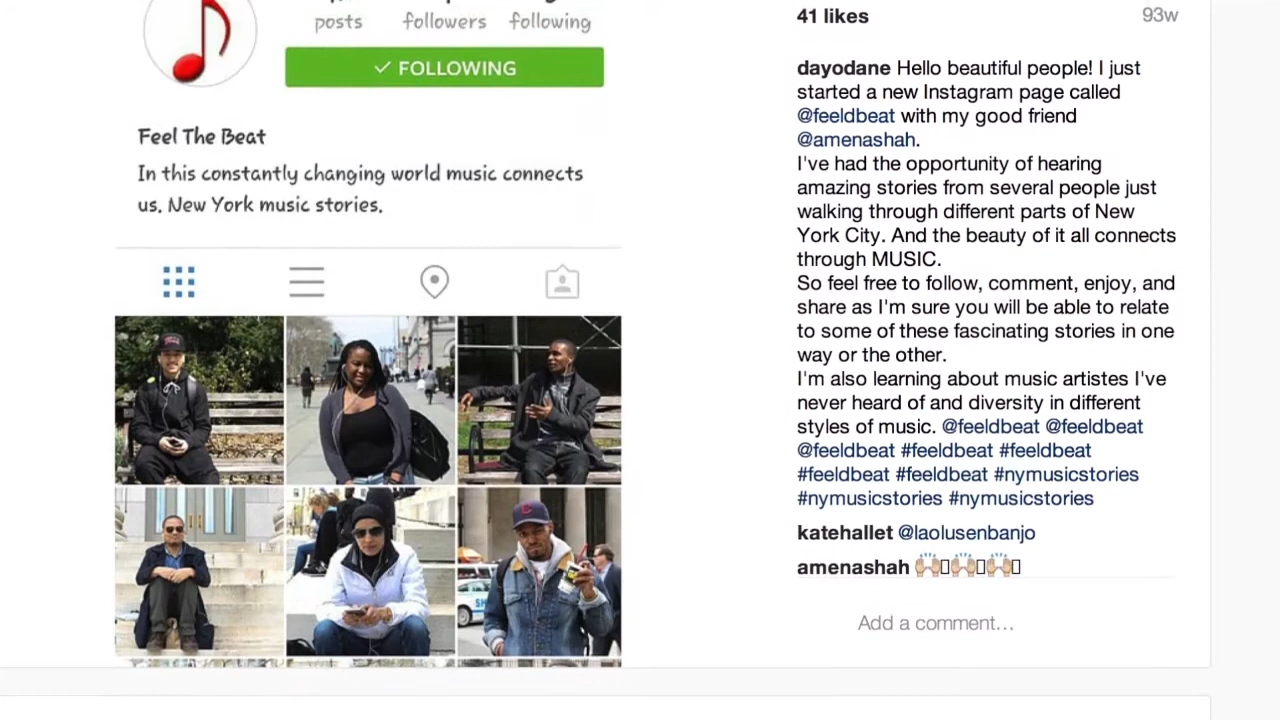 posts followers following
✓ FOLLOWING
Feel The Beat
In this constantly changing world music connects
us. New York music stories.
41 likes 93w
dayodane Hello beautiful people! I just
started a new Instagram page called
@feeldbeat with my good friend
@amenashah.
I've had the opportunity of hearing
amazing stories from several people just
walking through different parts of New
York City. And the beauty of it all connects
through MUSIC.
So feel free to follow, comment, enjoy, and
share as I'm sure you will be able to relate
to some of these fascinating stories in one
way or the other.
I'm also learning about music artistes I've
never heard of and diversity in different
styles of music. @feeldbeat @feeldbeat
@feeldbeat #feeldbeat #feeldbeat
#feeldbeat #feeldbeat #nymusicstories
#nymusicstories #nymusicstories
katehallet @laolusenbanjo
amenashah 🙌🏼🙌🏼🙌🏼
Add a comment…